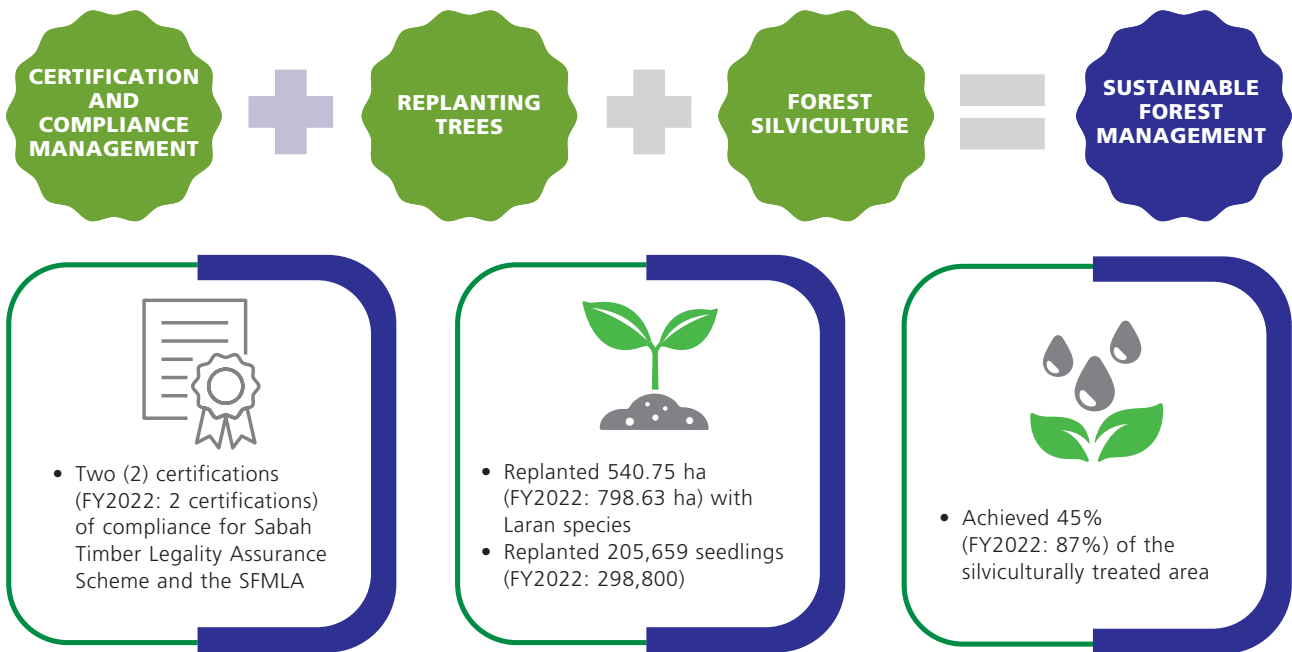 CERTIFICATION
AND
COMPLIANCE
MANAGEMENT
REPLANTING
TREES
FOREST
SILVICULTURE
SUSTAINABLE
FOREST
MANAGEMENT
• Two (2) certifications
(FY2022: 2 certifications)
of compliance for Sabah
Timber Legality Assurance
Scheme and the SFMLA
• Replanted 540.75 ha
(FY2022: 798.63 ha) with
Laran species
• Replanted 205,659 seedlings
(FY2022: 298,800)
• Achieved 45%
(FY2022: 87%) of the
silviculturally treated area